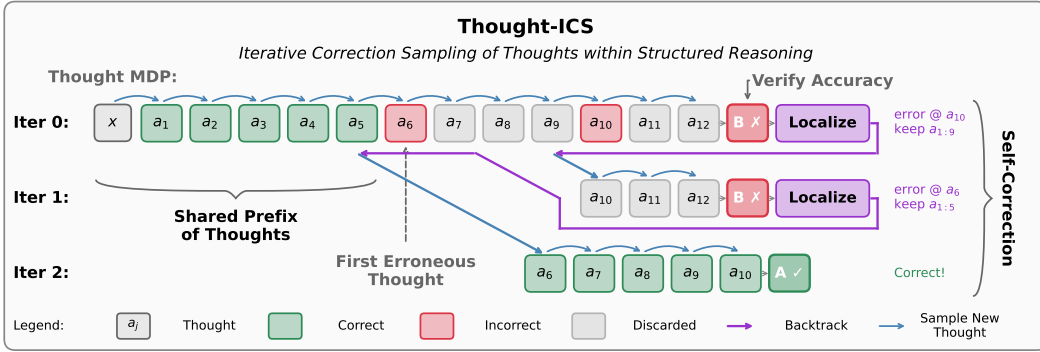 Thought-ICS
Iterative Correction Sampling of Thoughts within Structured Reasoning
Thought MDP:
Verify Accuracy
Iter 0: x a1 a2 a3 a4 a5 a6 a7 a8 a9 a10 a11 a12 B ✗ Localize
error @ a10
keep a1:9
Iter 1: a10 a11 a12 B ✗ Localize
error @ a6
keep a1:5
Shared Prefix
of Thoughts
First Erroneous
Thought
Iter 2: a6 a7 a8 a9 a10 A ✓ Correct!
Self-Correction
Legend: ai Thought Correct Incorrect Discarded Backtrack Sample New
Thought